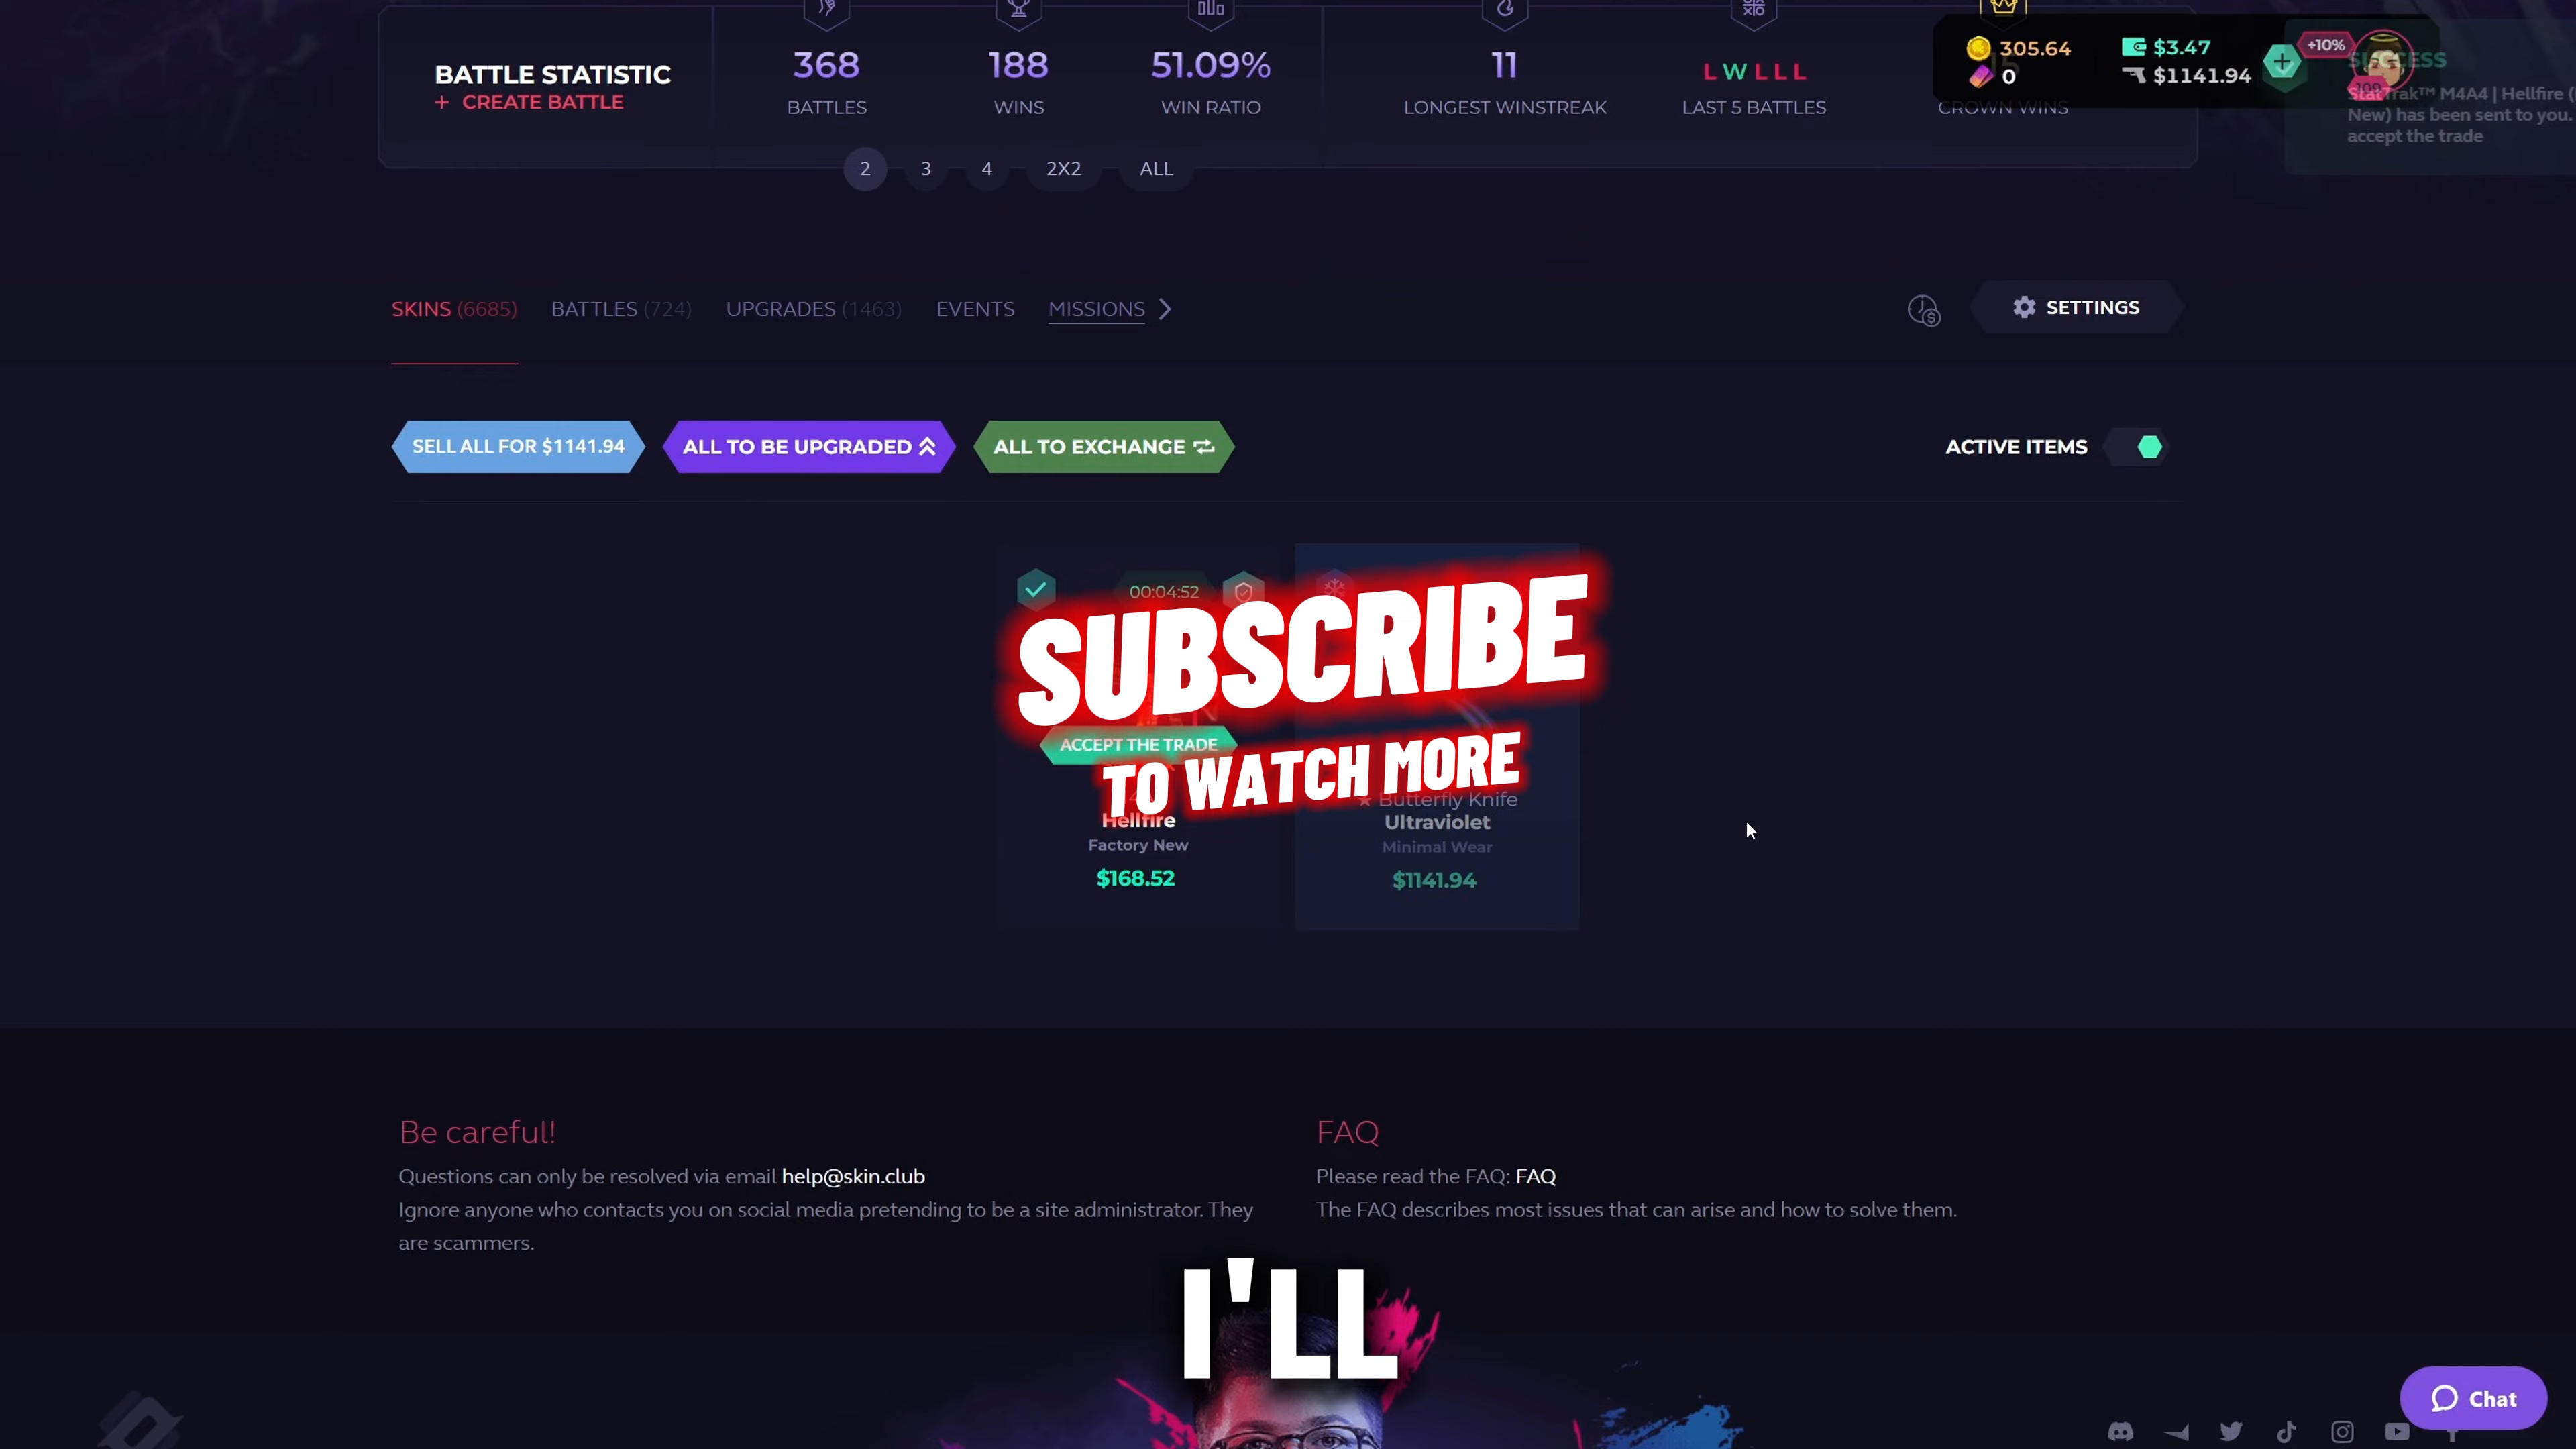 BATTLE STATISTIC
+ CREATE BATTLE
368
BATTLES
188
WINS
51.09%
WIN RATIO
11
LONGEST WINSTREAK
L W L L L
LAST 5 BATTLES
CROWN WINS
305.64
0
$3.47
$1141.94
+10%
SUCCESS
StatTrak™ M4A4 | Hellfire (
New) has been sent to you.
accept the trade
2
3
4
2X2
ALL
SKINS (6685)
BATTLES (724)
UPGRADES (1463)
EVENTS
MISSIONS
SETTINGS
SELL ALL FOR $1141.94
ALL TO BE UPGRADED
ALL TO EXCHANGE
ACTIVE ITEMS
00:04:52
SUBSCRIBE
ACCEPT THE TRADE
TO WATCH MORE
Hellfire
Factory New
$168.52
★ Butterfly Knife
Ultraviolet
Minimal Wear
$1141.94
Be careful!
Questions can only be resolved via email help@skin.club
Ignore anyone who contacts you on social media pretending to be a site administrator. They
are scammers.
FAQ
Please read the FAQ: FAQ
The FAQ describes most issues that can arise and how to solve them.
I'LL
Chat